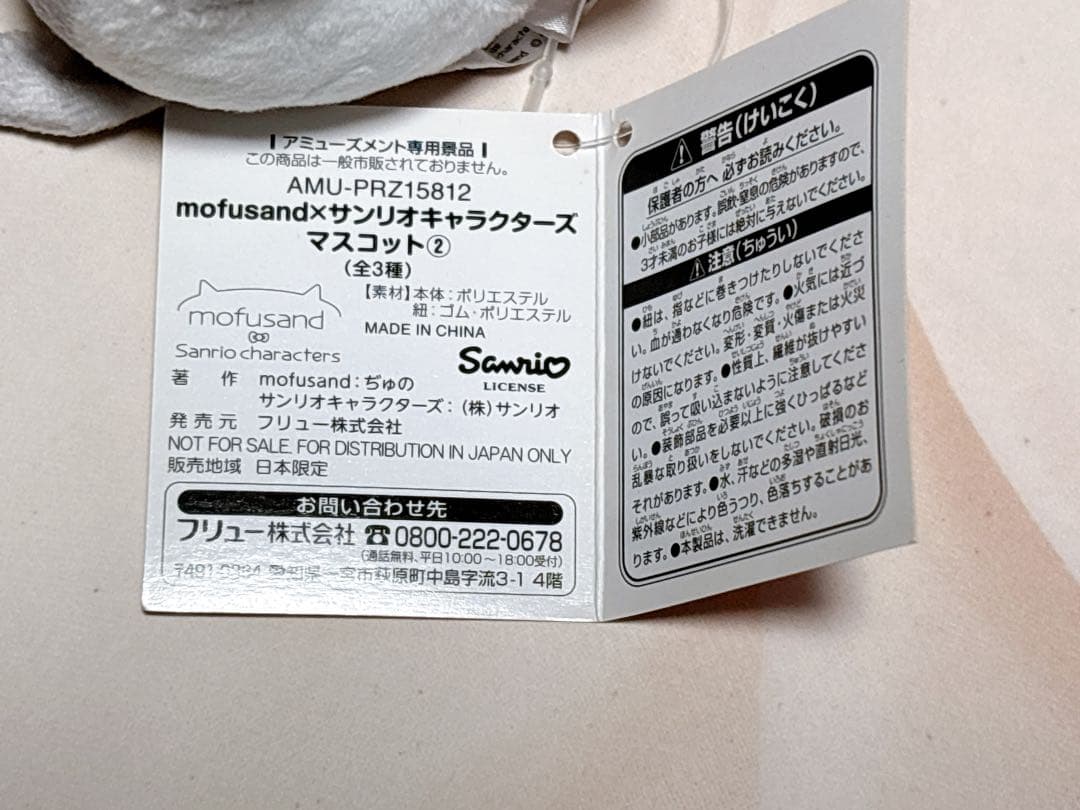 アミューズメント専用景品
この商品は一般市販されておりません。
AMU-PRZ15812
mofusand×サンリオキャラクターズ
マスコット②
(全3種)
【素材】本体：ポリエステル
紐：ゴム・ポリエステル
MADE IN CHINA
mofusand
Sanrio characters
Sanrio
LICENSE
著 作 mofusand：ぢゅの
サンリオキャラクターズ：(株)サンリオ
発売元 フリュー株式会社
NOT FOR SALE. FOR DISTRIBUTION IN JAPAN ONLY
販売地域 日本限定
お問い合わせ先
フリュー株式会社 ☎0800-222-0678
(通話無料、平日10:00～18:00受付)
愛知県一宮市萩原町中島字流3-1 4階
警告(けいこく)
保護者の方へ 必ずお読みください。
●小部品があります。誤飲・窒息の危険がありますので、
3才未満のお子様には絶対に与えないでください。
注意(ちゅうい)
●紐は、指などに巻きつけたりしないでくださ
い。血が通わなくなり危険です。●火気には近づ
けないでください。変形・変質・火傷または火災
の原因になります。●性質上、繊維が抜けやすい
ので、誤って吸い込まないように注意してくださ
い。●装飾部品を必要以上に強くひっぱるなど
乱暴な取り扱いをしないでください。破損のお
それがあります。●水、汗などの多湿や直射日光、
紫外線などにより色うつり、色落ちすることがあ
ります。●本製品は、洗濯できません。